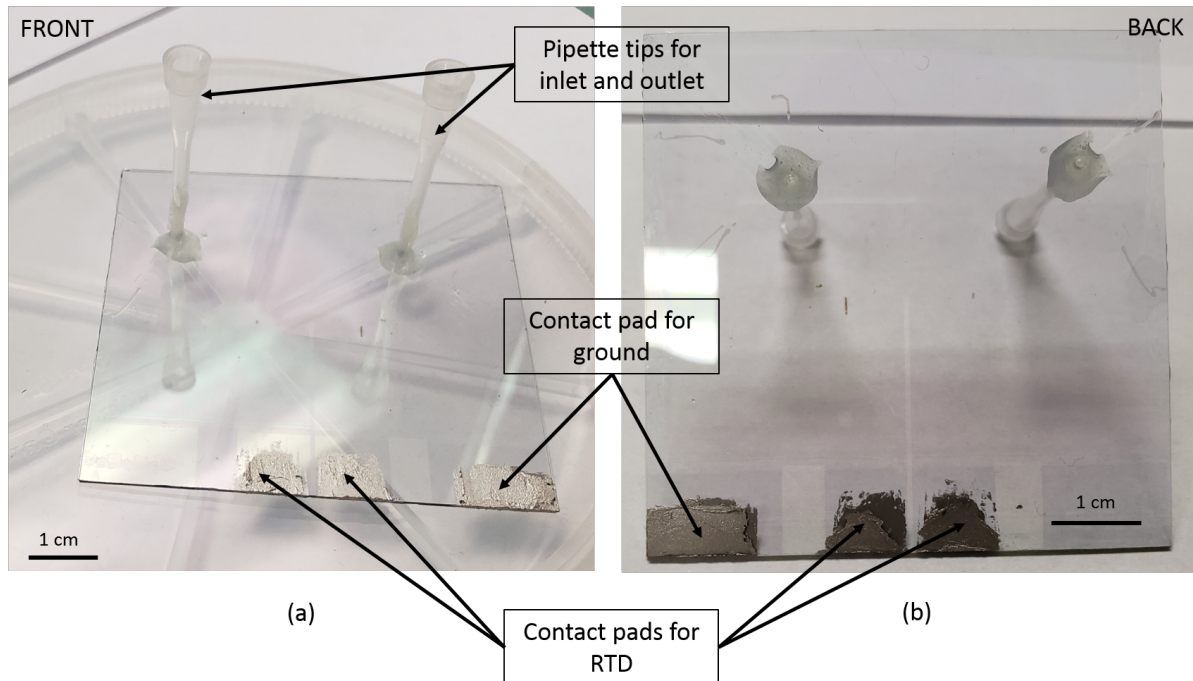 FRONT
BACK
Pipette tips for
inlet and outlet
Contact pad for
ground
1 cm
1 cm
(a)
(b)
Contact pads for
RTD